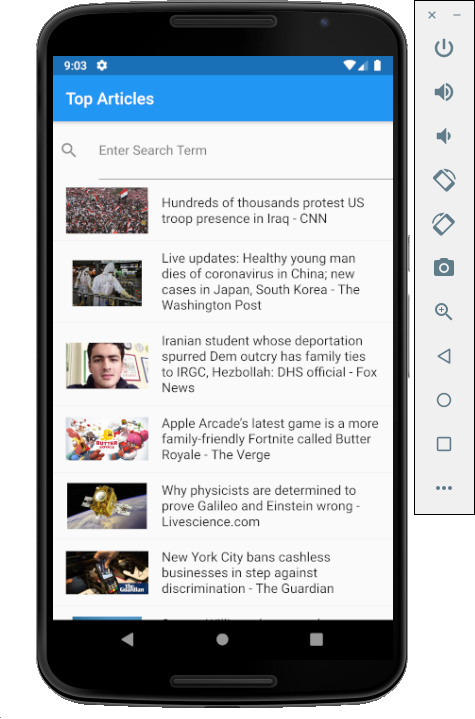 9:03
Top Articles
Enter Search Term
Hundreds of thousands protest US
troop presence in Iraq - CNN
Live updates: Healthy young man
dies of coronavirus in China; new
cases in Japan, South Korea - The
Washington Post
Iranian student whose deportation
spurred Dem outcry has family ties
to IRGC, Hezbollah: DHS official - Fox
News
Apple Arcade's latest game is a more
family-friendly Fortnite called Butter
Royale - The Verge
BUTTER
ROYALE
Why physicists are determined to
prove Galileo and Einstein wrong -
Livescience.com
New York City bans cashless
businesses in step against
discrimination - The Guardian
The
Guardian